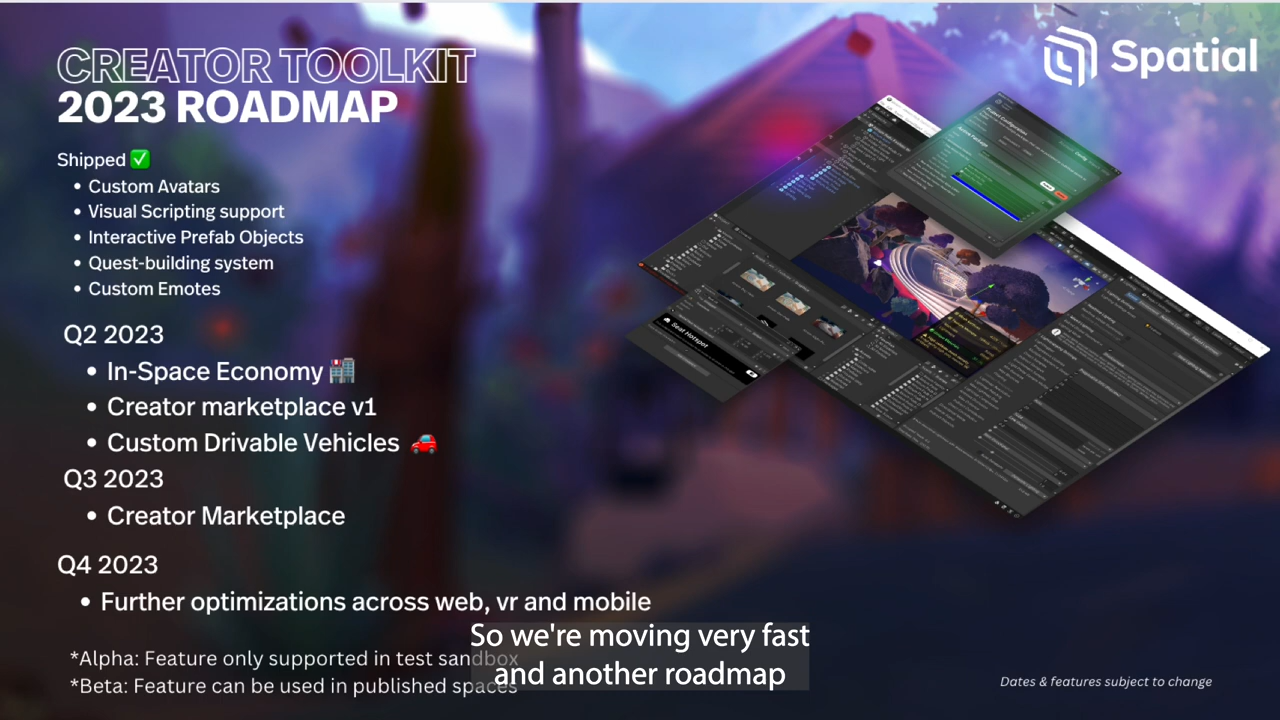 CREATOR TOOLKIT
2023 ROADMAP
Spatial
Shipped ✅
• Custom Avatars
• Visual Scripting support
• Interactive Prefab Objects
• Quest-building system
• Custom Emotes
Q2 2023
• In-Space Economy 🏬
• Creator marketplace v1
• Custom Drivable Vehicles 🚗
Q3 2023
• Creator Marketplace
Q4 2023
• Further optimizations across web, vr and mobile
*Alpha: Feature only supported in test sandbox
*Beta: Feature can be used in published spaces
So we're moving very fast
and another roadmap
Dates & features subject to change
Seat Hotspot